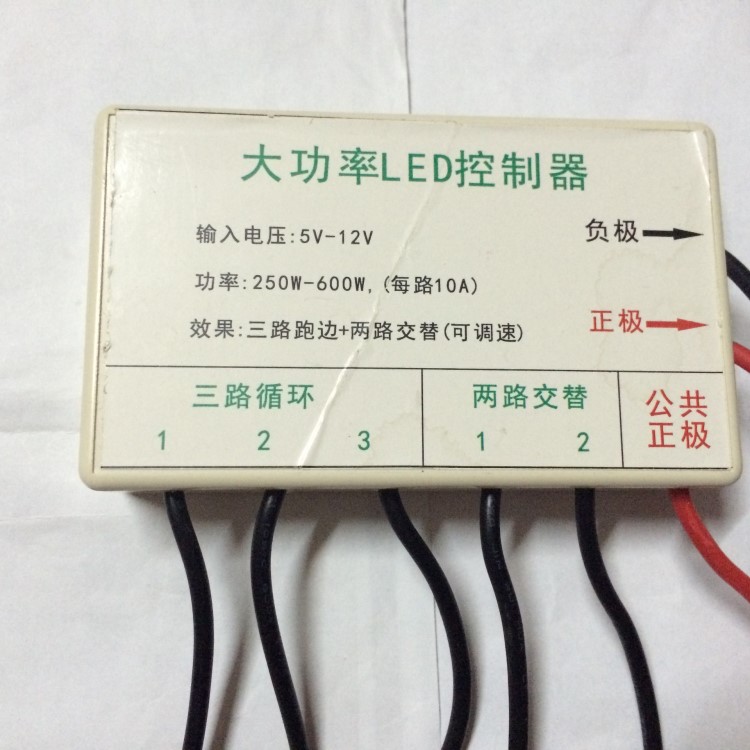 大功率LED控制器
输入电压:5V-12V
负极
功率:250W-600W,(每路10A)
正极
效果:三路跑边+两路交替(可调速)
三路循环
两路交替
公共
正极
1 2 3
1 2